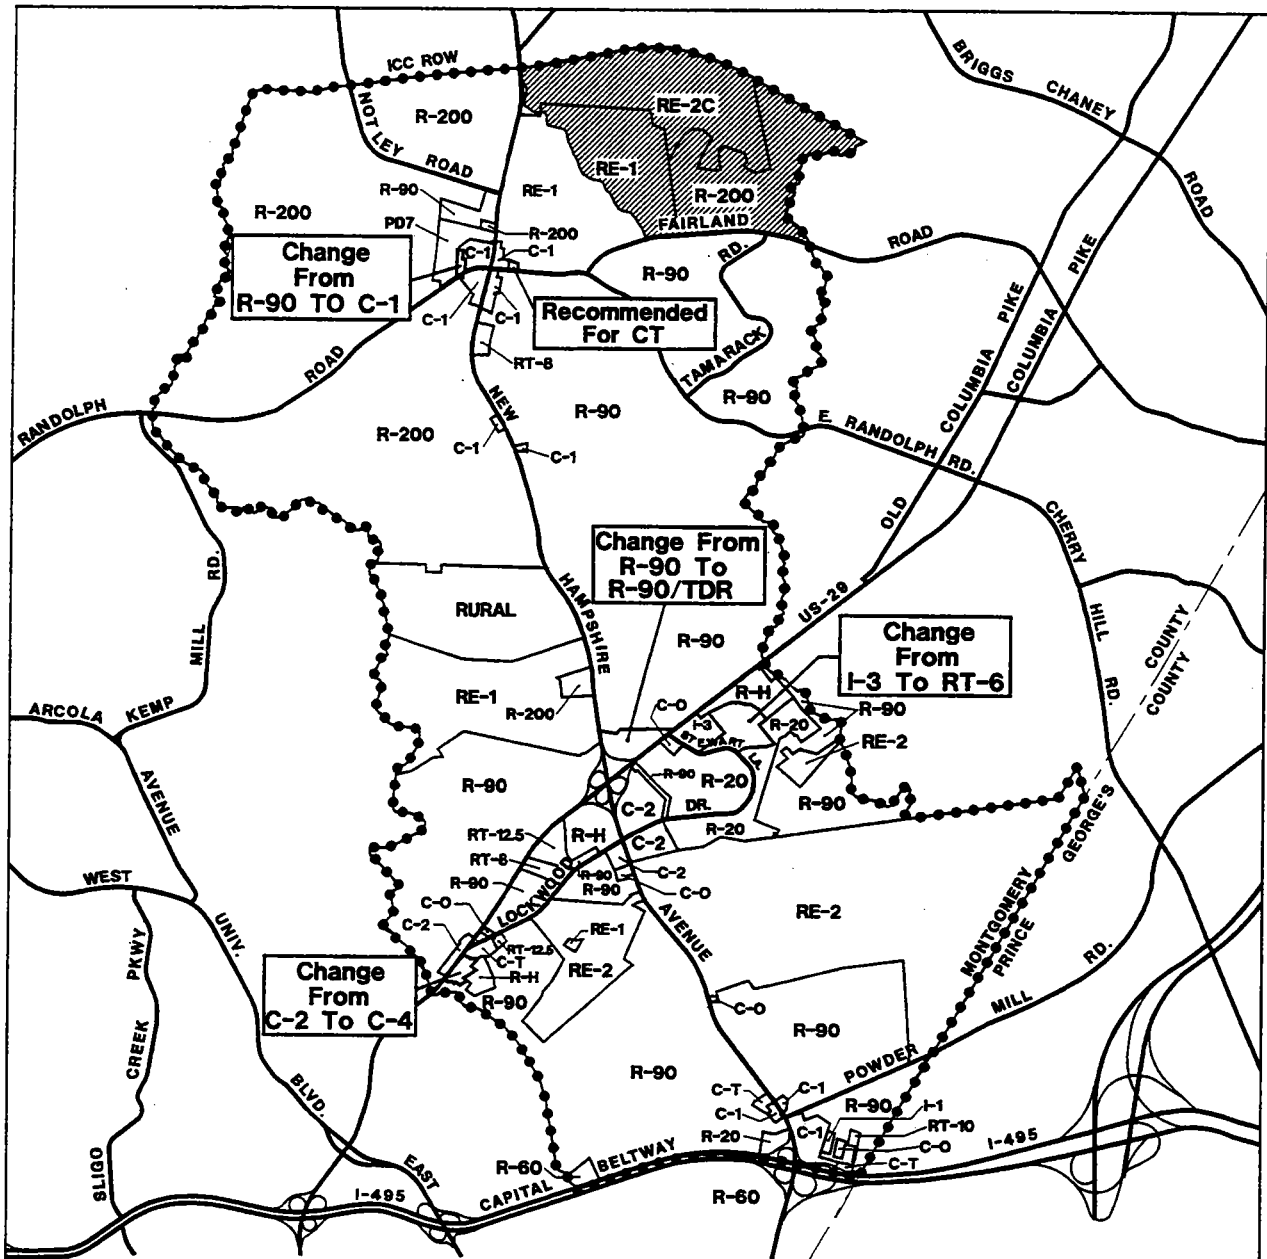 ICC ROW
BRIGGS
CHANEY
ROAD
NOTLEY
ROAD
R-200
RE-2C
RE-1
R-200
R-90
RE-1
R-200
PD7
R-200
FAIRLAND
ROAD
Change
From
R-90 TO C-1
C-1
C-1
R-90
RD.
Recommended
For CT
C-1
C-1
RT-8
TAMARACK
R-90
COLUMBIA
PIKE
COLUMBIA
PIKE
OLD
RANDOLPH
ROAD
NEW
R-90
R-200
C-1
C-1
E. RANDOLPH RD.
CHERRY
HILL
RD.
Change From
R-90 To
R-90/TDR
HAMPSHIRE
US-29
KEMP
MILL
RD.
RURAL
R-90
Change
From
I-3 To RT-6
COUNTY
COUNTY
RE-1
R-200
R-H
C-O
I-3
R-20
R-90
RE-2
STEWART
LA.
ARCOLA
AVENUE
R-90
R-90
R-20
R-90
C-2
DR.
RT-12.5
R-H
C-2
R-20
RT-8
R-90
C-2
R-90
R-90
C-O
LOCKWOOD
WEST
C-O
C-2
RT-12.5
C-T
R-H
RE-1
RE-2
RE-2
AVENUE
MONTGOMERY
PRINCE
GEORGE'S
UNIV.
BLVD.
EAST
Change
From
C-2 To C-4
R-90
PKWY
CREEK
SLIGO
C-O
R-90
R-90
POWDER
MILL
RD.
C-T
C-1
C-1
R-90
I-1
RT-10
C-1
C-O
C-T
R-20
R-60
CAPITAL
BELTWAY
I-495
I-495
R-60